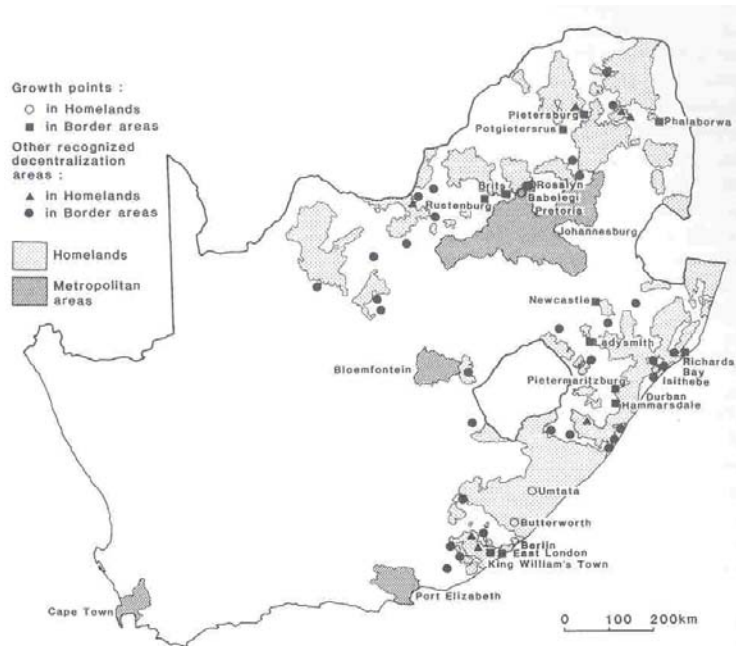 Growth points :
in Homelands
in Border areas
Other recognized
decentralization
areas :
in Homelands
in Border areas
Homelands
Metropolitan
areas
Pietersburg
Potgietersrus
Phalaborwa
Brits
Rosslyn
Rustenburg
Babelegi
Pretoris
Johannesburg
Newcastle
Ladysmith
Bloemfontein
Richards
Bay
Pietermaritzburg
Isithebe
Durban
Hammarsdale
Umtata
Butterworth
Berlin
East London
King William's Town
Port Elizabeth
Cape Town
0 100 200km